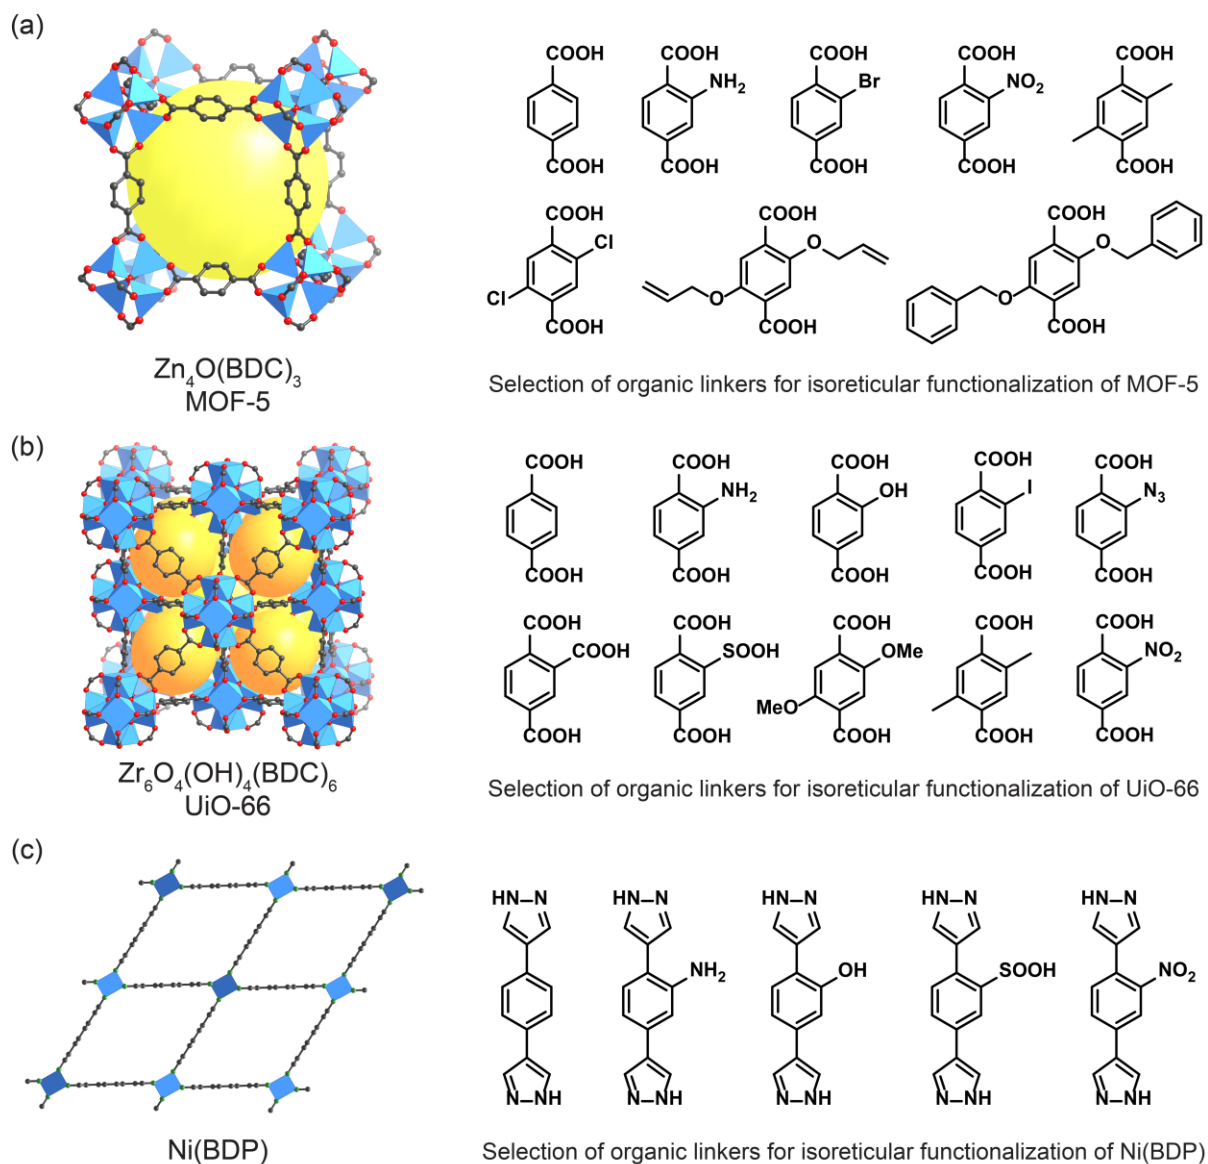 (a)
COOH COOH COOH COOH COOH
NH₂ Br NO₂
COOH COOH COOH COOH COOH
COOH COOH COOH
Cl O O
Cl O O
COOH COOH COOH
Zn₄O(BDC)₃
MOF-5
Selection of organic linkers for isoreticular functionalization of MOF-5
(b)
COOH COOH COOH COOH COOH
NH₂ OH I N₃
COOH COOH COOH COOH COOH
COOH COOH COOH COOH COOH
COOH SOOH OMe NO₂
MeO
COOH COOH COOH COOH COOH
Zr₆O₄(OH)₄(BDC)₆
UiO-66
Selection of organic linkers for isoreticular functionalization of UiO-66
(c)
HN–N HN–N HN–N HN–N HN–N
NH₂ OH SOOH NO₂
N–NH N–NH N–NH N–NH N–NH
Ni(BDP)
Selection of organic linkers for isoreticular functionalization of Ni(BDP)